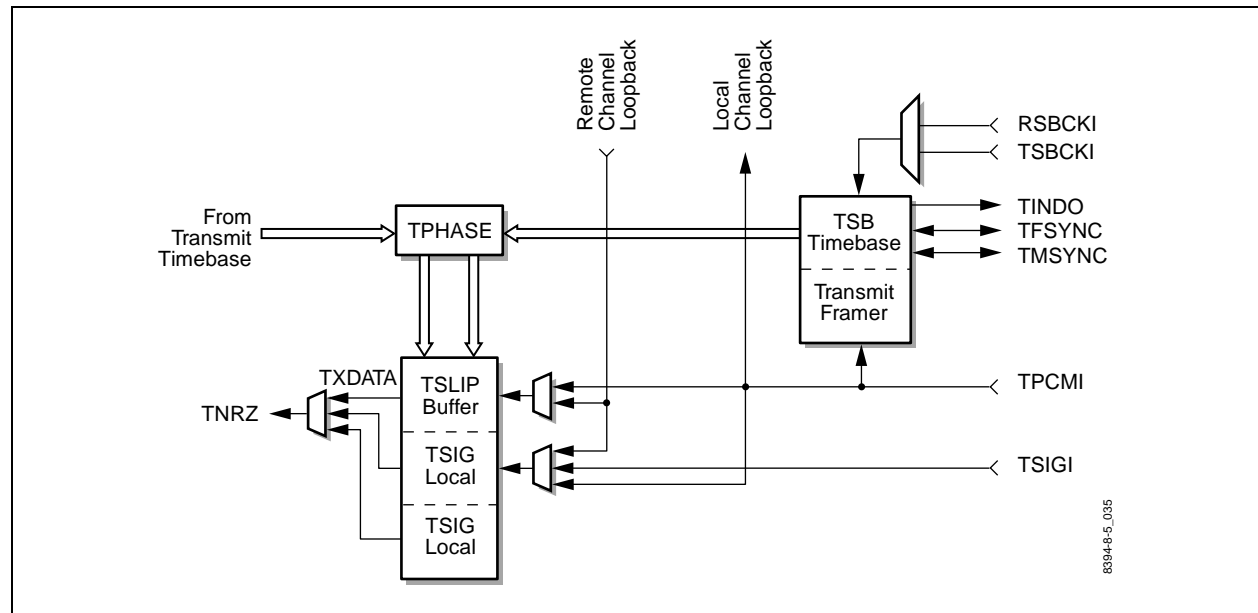 Remote
Channel
Loopback
Local
Channel
Loopback
RSBCKI
TSBCKI
From
Transmit
Timebase
TPHASE
TSB
Timebase
Transmit
Framer
TINDO
TFSYNC
TMSYNC
TXDATA
TNRZ
TSLIP
Buffer
TSIG
Local
TSIG
Local
TPCMI
TSIGI
8394-8-5_035